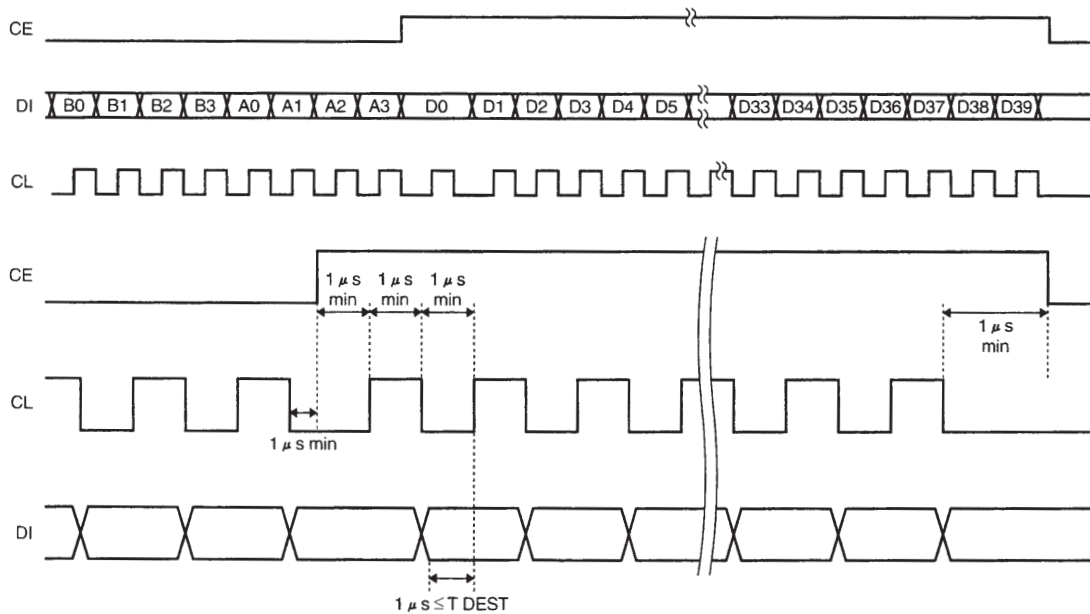 CE
DI B0 B1 B2 B3 A0 A1 A2 A3 D0 D1 D2 D3 D4 D5 D33 D34 D35 D36 D37 D38 D39
CL
CE
1 μs min 1 μs min 1 μs min
1 μs min
CL
1 μs min
DI
1 μs ≤ T DEST